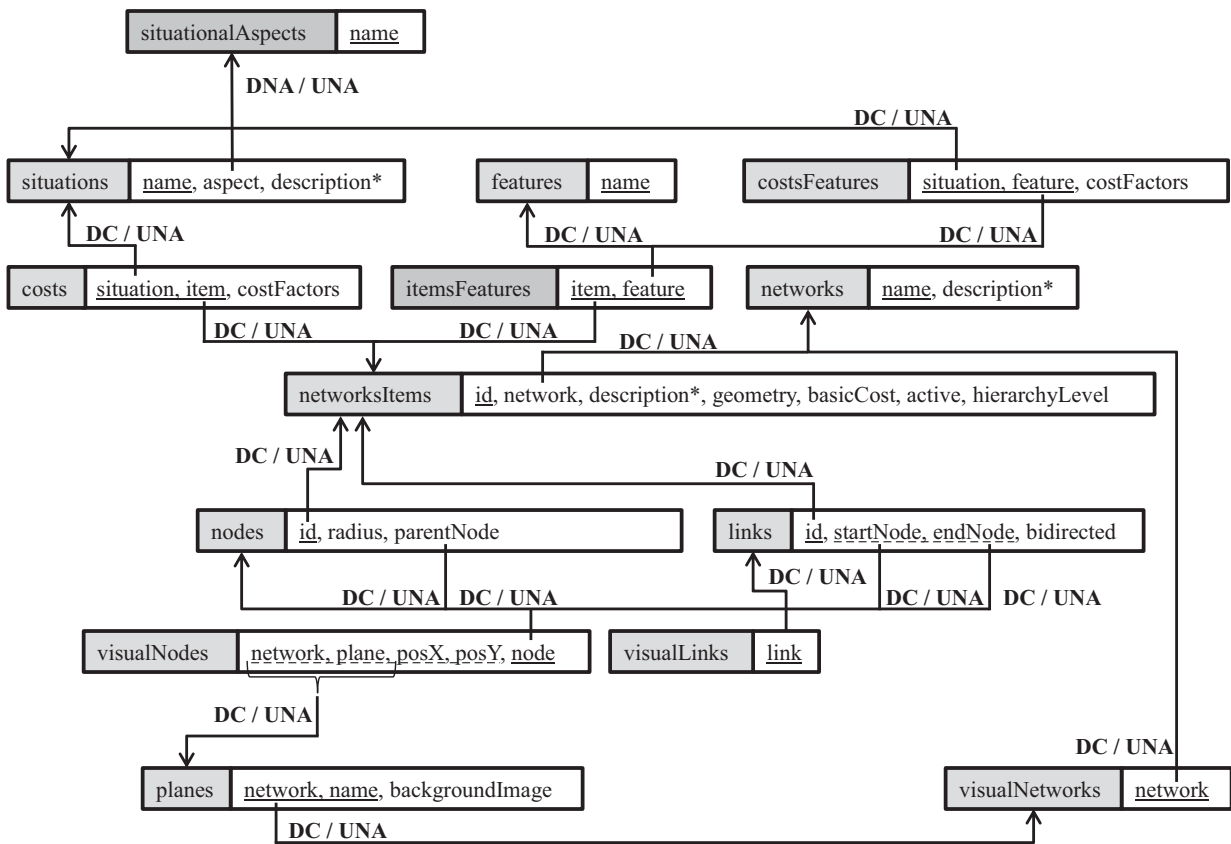 situationalAspects name
DNA / UNA
DC / UNA
situations name, aspect, description*
features name
costsFeatures situation, feature, costFactors
DC / UNA
DC / UNA
DC / UNA
costs situation, item, costFactors
itemsFeatures item, feature
networks name, description*
DC / UNA
DC / UNA
DC / UNA
networksItems id, network, description*, geometry, basicCost, active, hierarchyLevel
DC / UNA
DC / UNA
nodes id, radius, parentNode
links id, startNode, endNode, bidirected
DC / UNA
DC / UNA
DC / UNA
DC / UNA
DC / UNA
visualNodes network, plane, posX, posY, node
visualLinks link
DC / UNA
DC / UNA
planes network, name, backgroundImage
visualNetworks network
DC / UNA